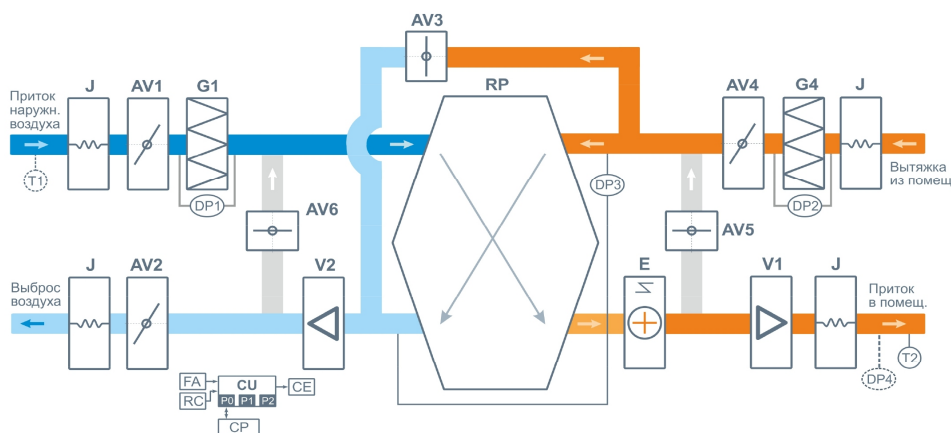 AV3
J
AV1
G1
RP
AV4
G4
J
Приток
наружн.
воздуха
T1
DP1
DP3
DP2
Вытяжка
из помещ.
AV6
AV5
J
AV2
V2
E
V1
J
Выброс
воздуха
Приток
в помещ.
DP4
T2
FA
RC
CU
P0 P1 P2
CE
CP